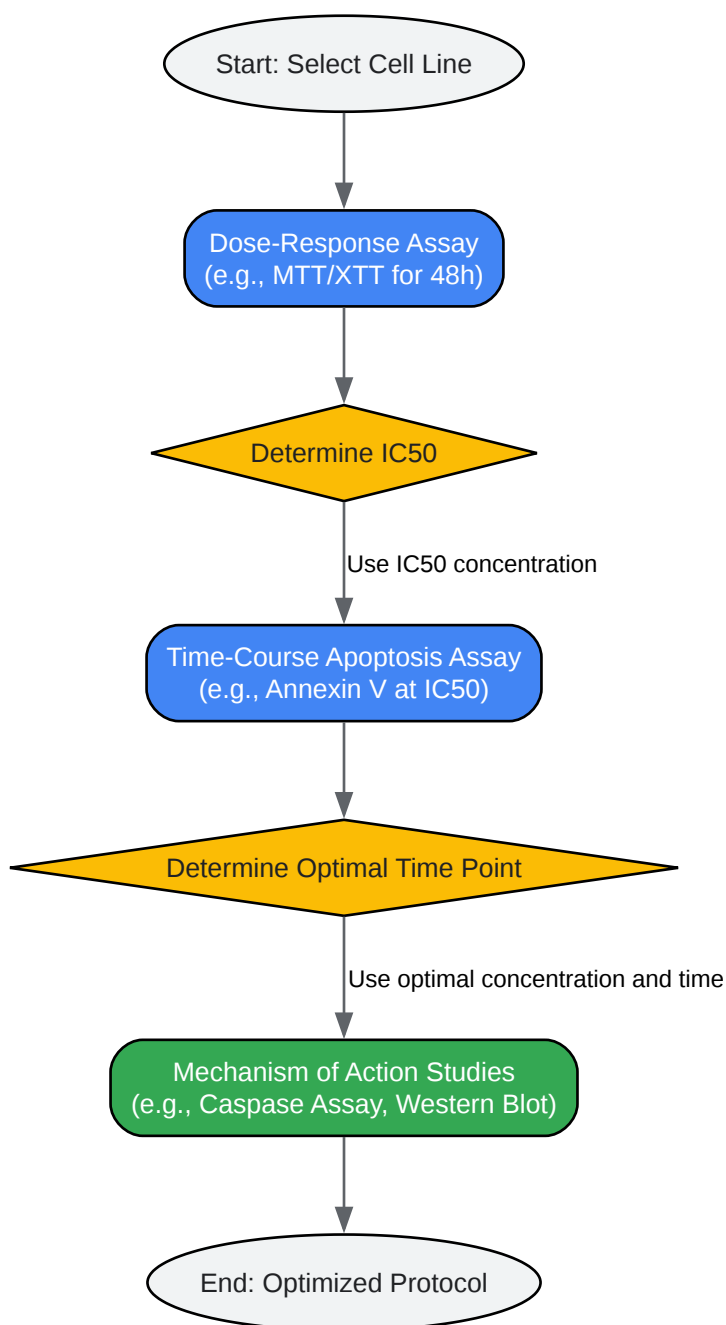 Start: Select Cell Line
Dose-Response Assay
(e.g., MTT/XTT for 48h)
Determine IC50
Use IC50 concentration
Time-Course Apoptosis Assay
(e.g., Annexin V at IC50)
Determine Optimal Time Point
Use optimal concentration and time
Mechanism of Action Studies
(e.g., Caspase Assay, Western Blot)
End: Optimized Protocol